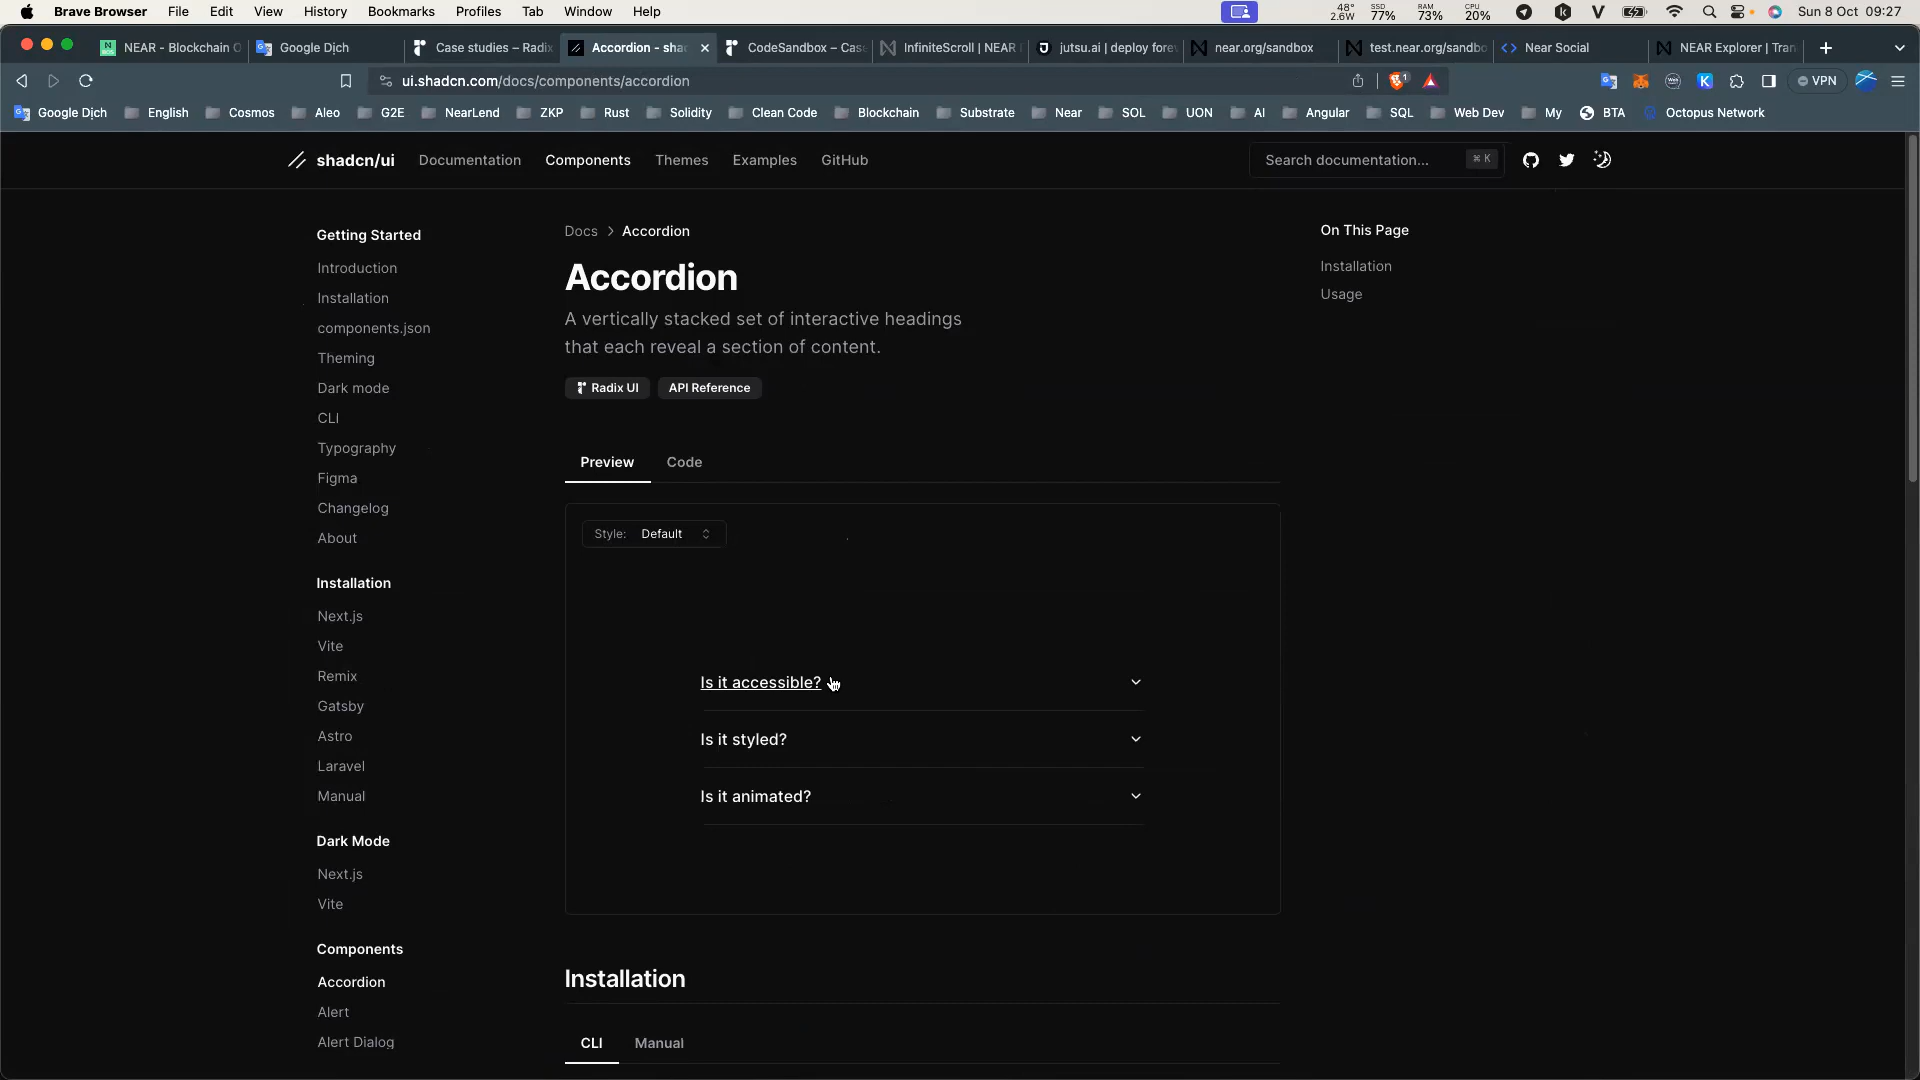 Brave Browser File Edit View History Bookmarks Profiles Tab Window Help
48° 2.6W SSD 77% RAM 73% CPU 20% Sun 8 Oct 09:27
NEAR - Blockchain O
Google Dịch
Case studies – Radix
Accordion - sha
CodeSandbox – Cas
InfiniteScroll | NEAR
jutsu.ai | deploy fore
near.org/sandbox
test.near.org/sandbo
Near Social
NEAR Explorer | Tran
ui.shadcn.com/docs/components/accordion
1
VPN
Google Dịch English Cosmos Aleo G2E NearLend ZKP Rust Solidity Clean Code Blockchain Substrate Near SOL UON AI Angular SQL Web Dev My BTA Octopus Network
shadcn/ui Documentation Components Themes Examples GitHub
Search documentation... ⌘ K
Getting Started
Introduction
Installation
components.json
Theming
Dark mode
CLI
Typography
Figma
Changelog
About
Installation
Next.js
Vite
Remix
Gatsby
Astro
Laravel
Manual
Dark Mode
Next.js
Vite
Components
Accordion
Alert
Alert Dialog
Docs > Accordion
Accordion
A vertically stacked set of interactive headings
that each reveal a section of content.
Radix UI API Reference
Preview Code
Style: Default
Is it accessible?
Is it styled?
Is it animated?
Installation
CLI Manual
On This Page
Installation
Usage